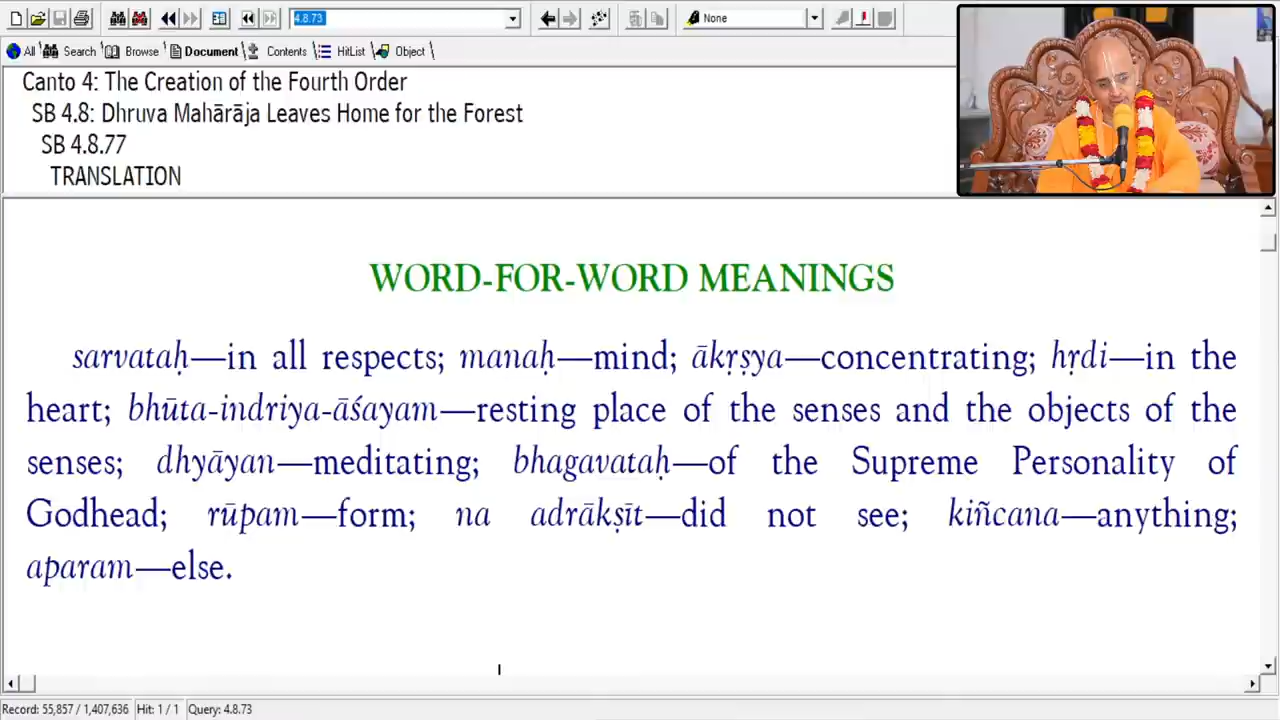 4.8.73
None
All Search Browse Document Contents HitList Object
Canto 4: The Creation of the Fourth Order
SB 4.8: Dhruva Mahārāja Leaves Home for the Forest
SB 4.8.77
TRANSLATION
WORD-FOR-WORD MEANINGS
sarvataḥ—in all respects; manaḥ—mind; ākṛṣya—concentrating; hṛdi—in the
heart; bhūta-indriya-āśayam—resting place of the senses and the objects of the
senses; dhyāyan—meditating; bhagavataḥ—of the Supreme Personality of
Godhead; rūpam—form; na adrākṣīt—did not see; kiñcana—anything;
aparam—else.
Record: 55,857 / 1,407,636 Hit: 1 / 1 Query: 4.8.73